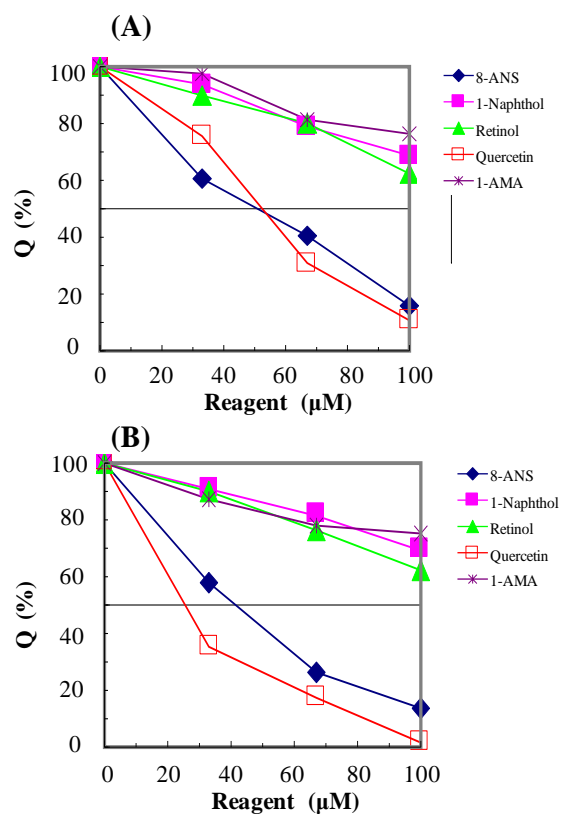 (A)
100
80
60
40
20
0
Q (%)
0 20 40 60 80 100
Reagent (µM)
8-ANS
1-Naphthol
Retinol
Quercetin
1-AMA
(B)
100
80
60
40
20
0
Q (%)
0 20 40 60 80 100
Reagent (µM)
8-ANS
1-Naphthol
Retinol
Quercetin
1-AMA